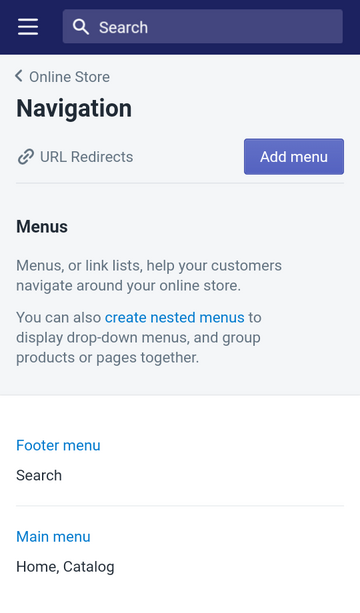 Search
Online Store
Navigation
URL Redirects
Add menu
Menus
Menus, or link lists, help your customers
navigate around your online store.
You can also create nested menus to
display drop-down menus, and group
products or pages together.
Footer menu
Search
Main menu
Home, Catalog